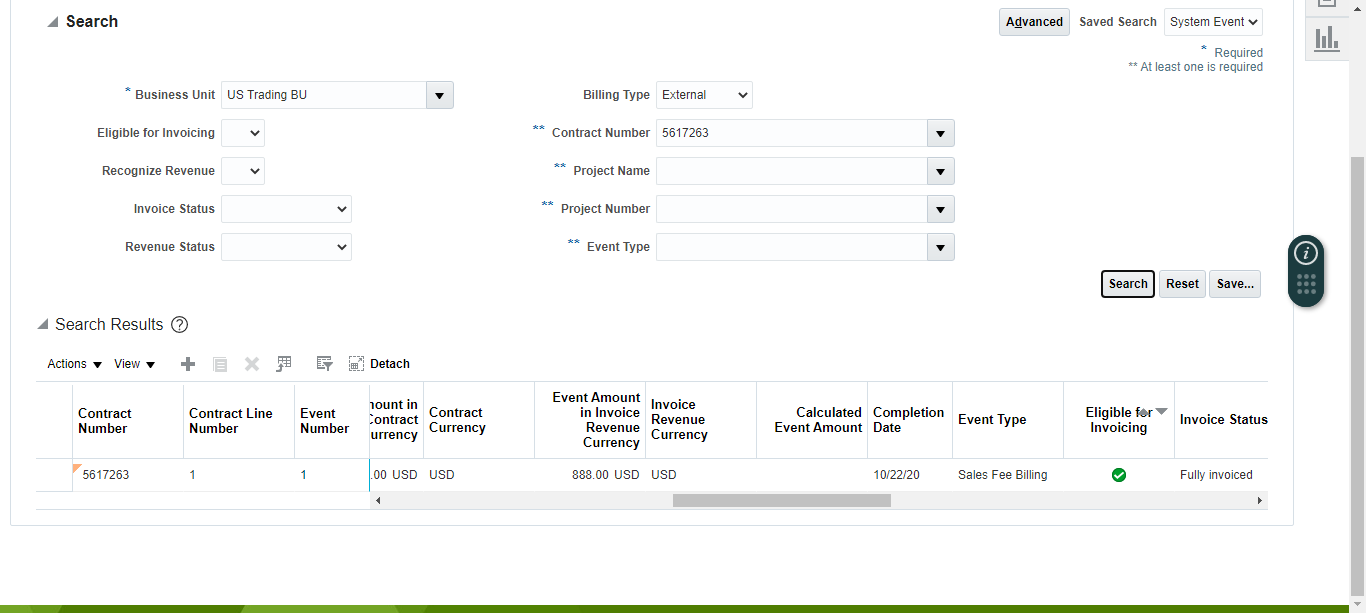 Search
Advanced Saved Search System Event
* Required
** At least one is required
* Business Unit US Trading BU
Billing Type External
Eligible for Invoicing
** Contract Number 5617263
Recognize Revenue
** Project Name
Invoice Status
** Project Number
Revenue Status
** Event Type
Search Reset Save...
Search Results ?
Actions View Detach
Contract Number
Contract Line Number
Event Number
ount in Contract urrency
Contract Currency
Event Amount in Invoice Revenue Currency
Invoice Revenue Currency
Calculated Event Amount
Completion Date
Event Type
Eligible for Invoicing
Invoice Status
5617263 1 1 .00 USD USD 888.00 USD USD 10/22/20 Sales Fee Billing Fully invoiced